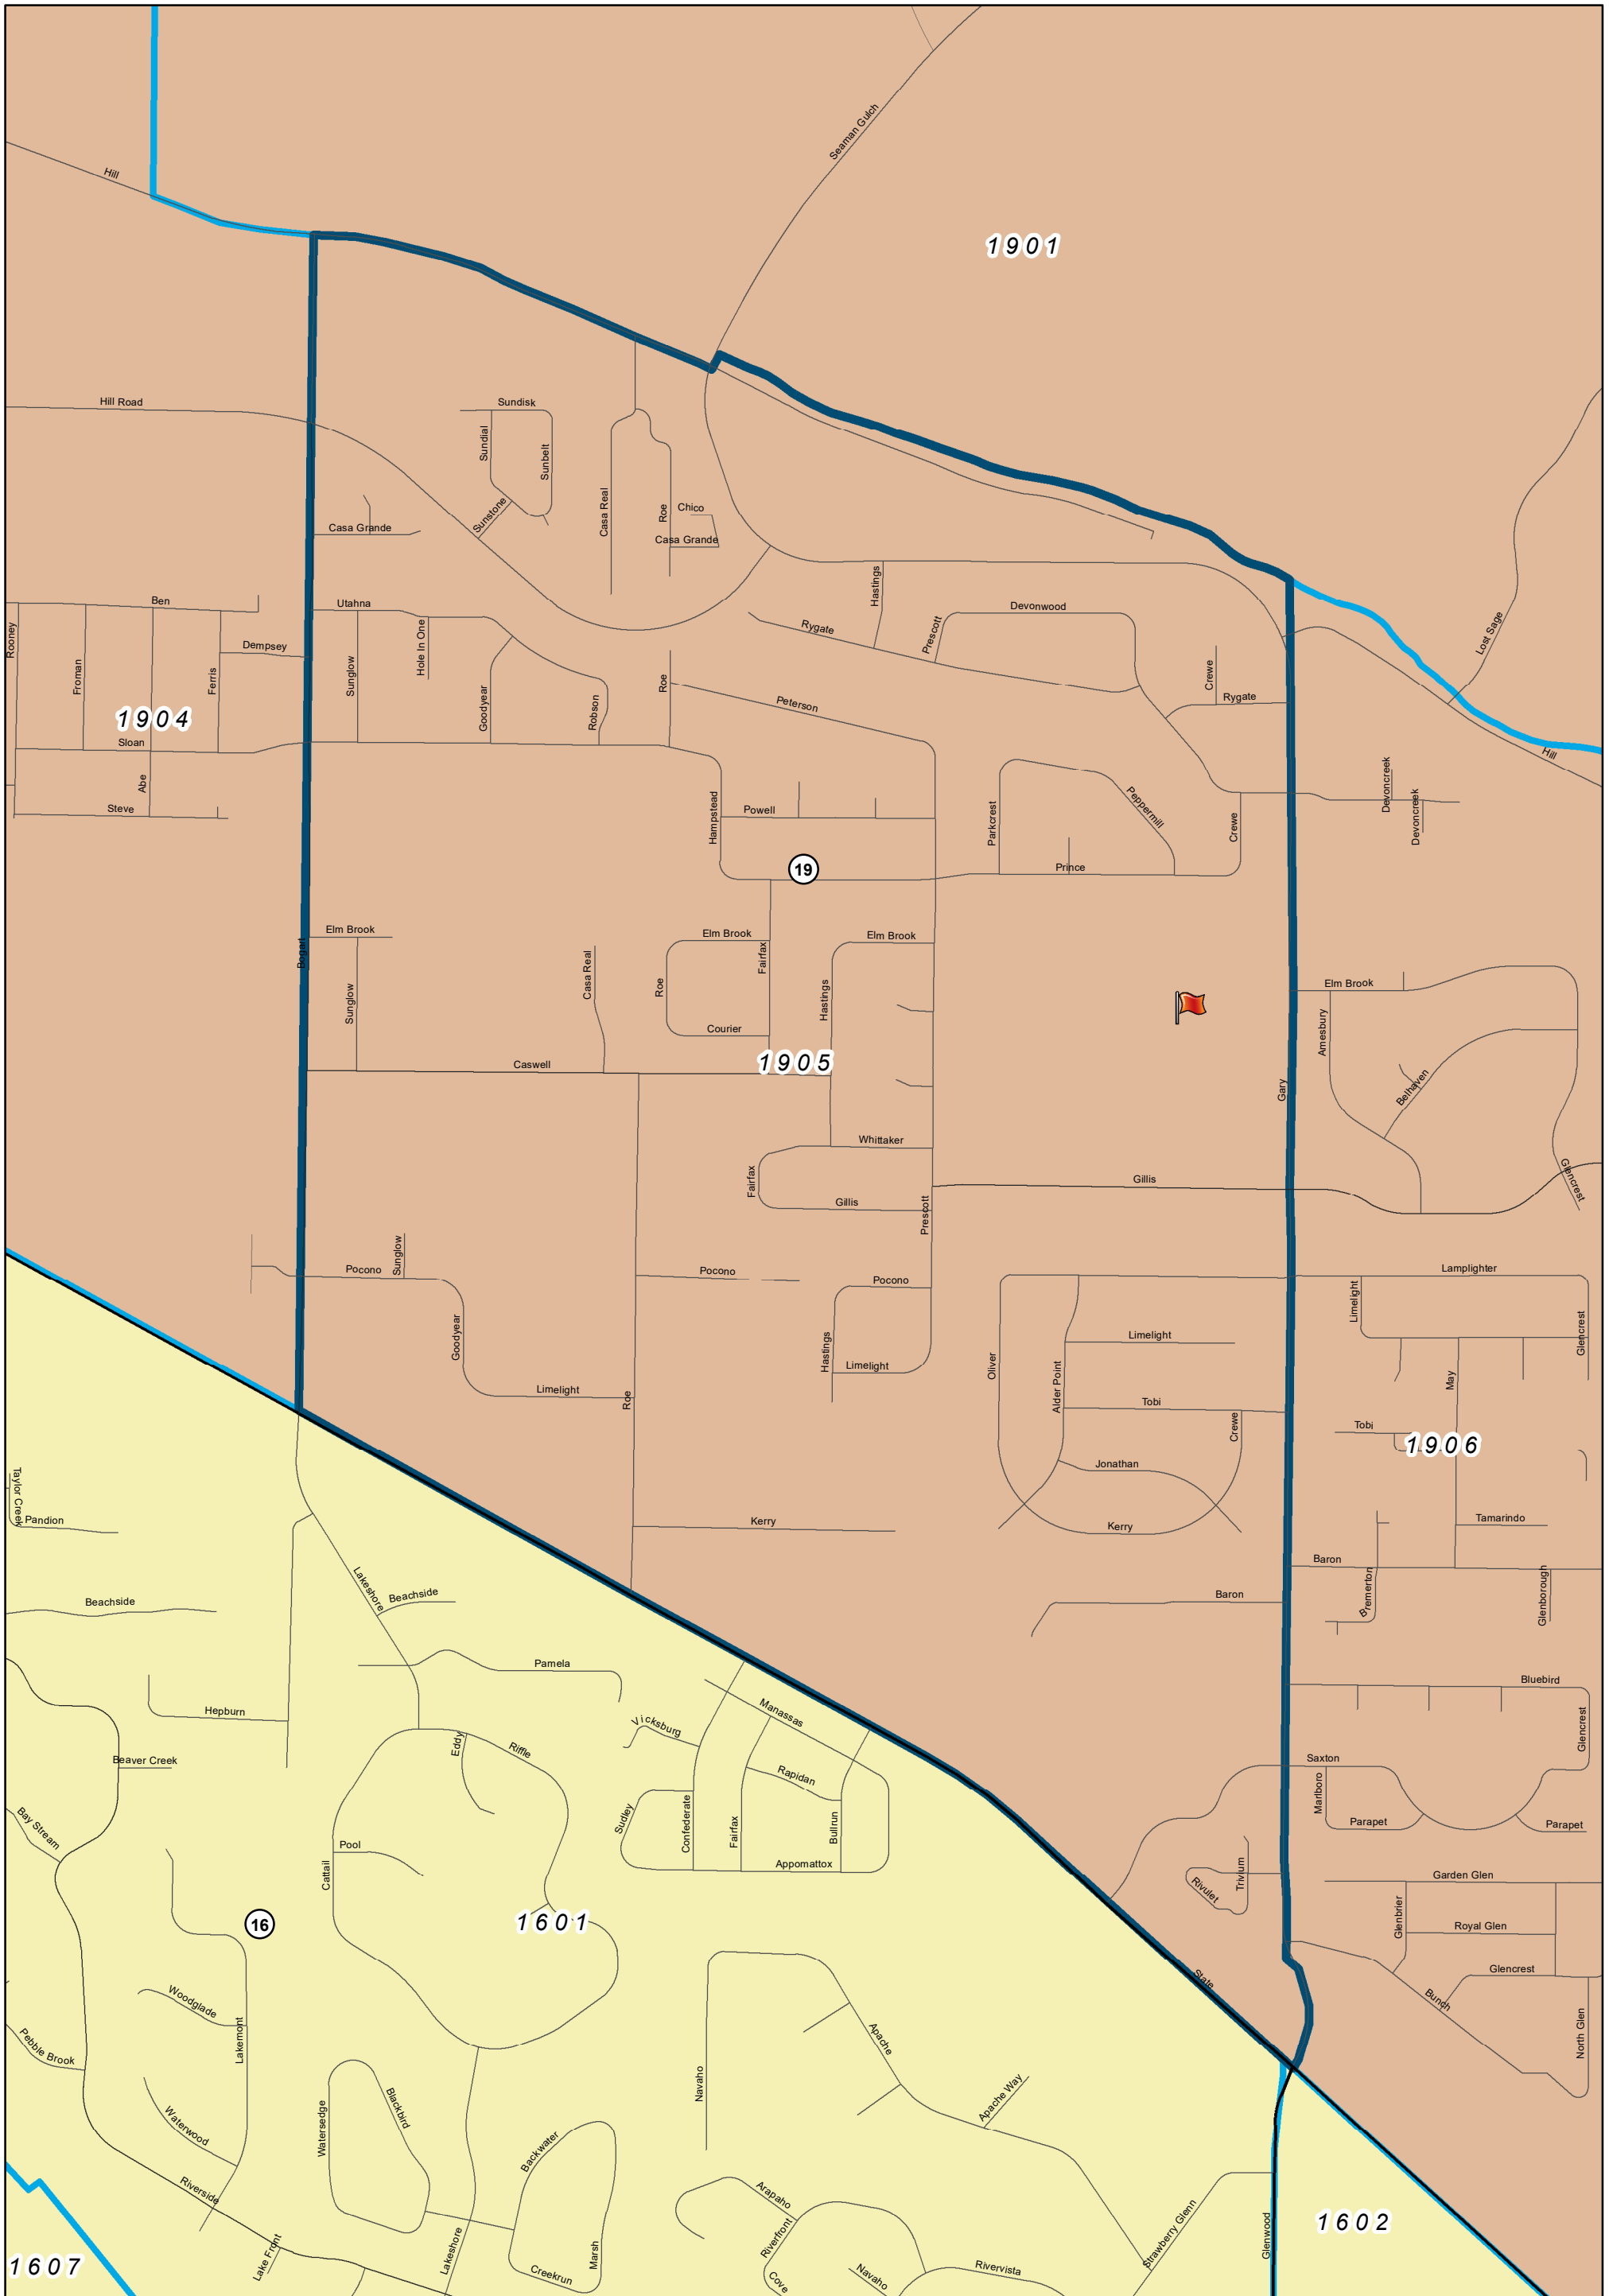 Seaman Gulch
Hill
1901
Hill Road
Sundisk
Sundial
Sunbelt
Sunstone
Casa Real
Roe
Chico
Casa Grande
Casa Grande
Ben
Utahna
Hastings
Devonwood
Rooney
Froman
Ferris
Dempsey
Sunglow
Hole In One
Rygate
Prescott
Lost Sage
Goodyear
Robson
Roe
Crewe
Rygate
Peterson
1904
Sloan
Hill
Abe
Steve
Hampstead
Powell
Parkcrest
Peppermill
Crewe
Devoncreek
Devoncreek
19
Prince
Bogart
Elm Brook
Sunglow
Casa Real
Roe
Elm Brook
Fairfax
Hastings
Elm Brook
Courier
Elm Brook
Amesbury
Caswell
1905
Gary
Belhaven
Whittaker
Fairfax
Gillis
Prescott
Gillis
Glencrest
Pocono
Sunglow
Pocono
Pocono
Lamplighter
Limelight
Glencrest
Goodyear
Hastings
Limelight
Limelight
Oliver
Alder Point
Limelight
May
Limelight
Roe
Tobi
Crewe
Tobi
1906
Jonathan
Taylor Creek
Pandion
Kerry
Kerry
Tamarindo
Baron
Bremerton
Glenborough
Baron
Lakeshore
Beachside
Beachside
Pamela
Bluebird
Glencrest
Hepburn
Manassas
Vicksburg
Eddy
Riffle
Beaver Creek
Saxton
Rapidan
Marlboro
Bay Stream
Sudley
Confederate
Fairfax
Bullrun
Parapet
Parapet
Pool
Cattail
Appomattox
Trivium
Rivulet
Garden Glen
16
1601
Glenbrier
Royal Glen
State
Glencrest
Bunch
Woodglade
Lakemont
Apache
North Glen
Pebble Brook
Navaho
Apache Way
Watersedge
Blackbird
Waterwood
Backwater
Riverside
Arapaho
Strawberry Glenn
Glenwood
1602
Riverfront
Lake Front
Lakeshore
Marsh
Creekrun
Cove
Navaho
Rivervista
1607